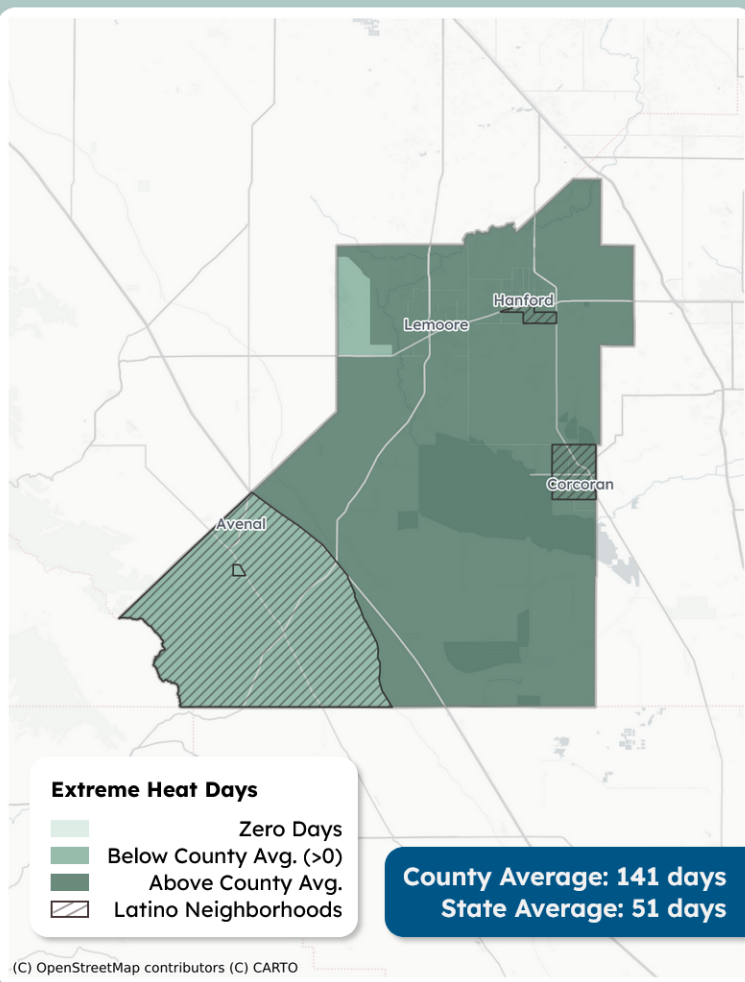 Hanford
Lemoore
Corcoran
Avenal
Extreme Heat Days
Zero Days
Below County Avg. (>0)
Above County Avg.
Latino Neighborhoods
County Average: 141 days
State Average: 51 days
(C) OpenStreetMap contributors (C) CARTO